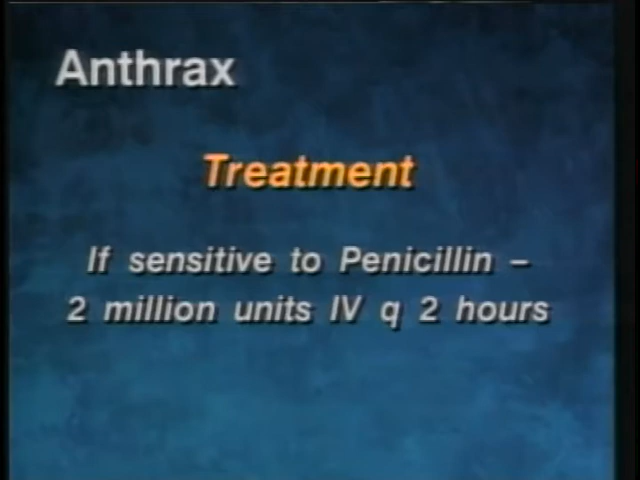 Anthrax
Treatment
If sensitive to Penicillin –
2 million units IV q 2 hours